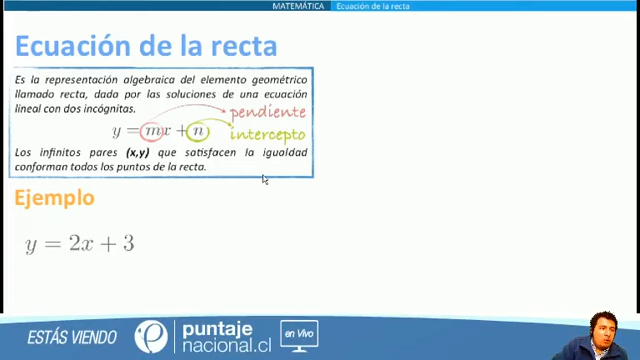 MATEMÁTICA Ecuación de la recta
Ecuación de la recta
Es la representación algebraica del elemento geométrico
llamado recta, dada por las soluciones de una ecuación
lineal con dos incógnitas.
pendiente
y = mx + n
intercepto
Los infinitos pares (x,y) que satisfacen la igualdad
conforman todos los puntos de la recta.
Ejemplo
y = 2x + 3
ESTÁS VIENDO
puntaje
nacional.cl
en Vivo